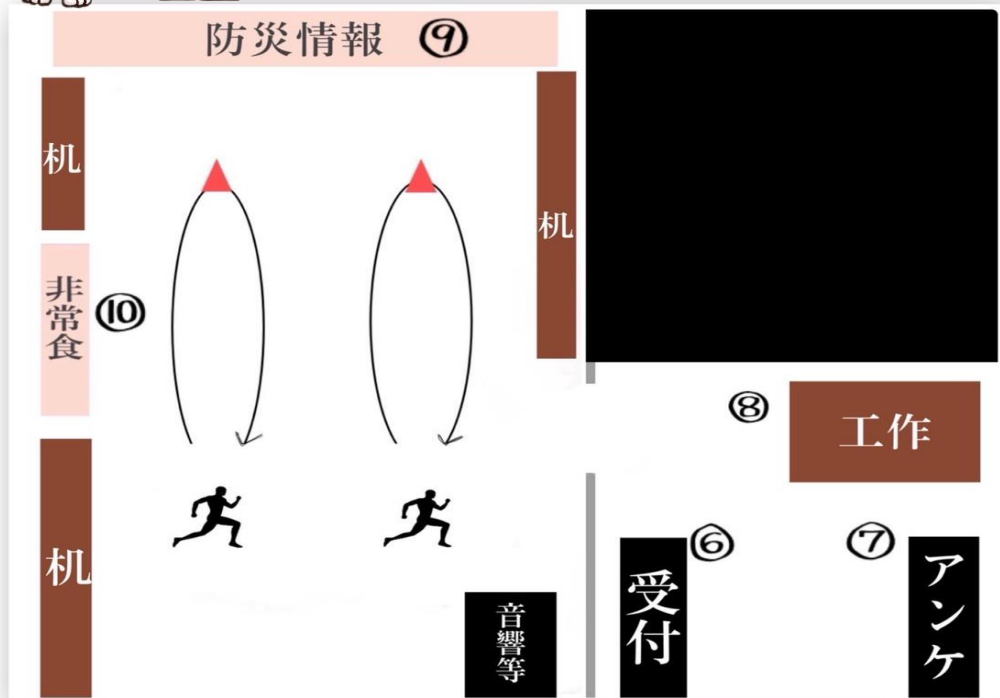 防災情報 ⑨
机
机
非常食 ⑩
机
音響等
⑧ 工作
受付 ⑥
⑦ アンケ